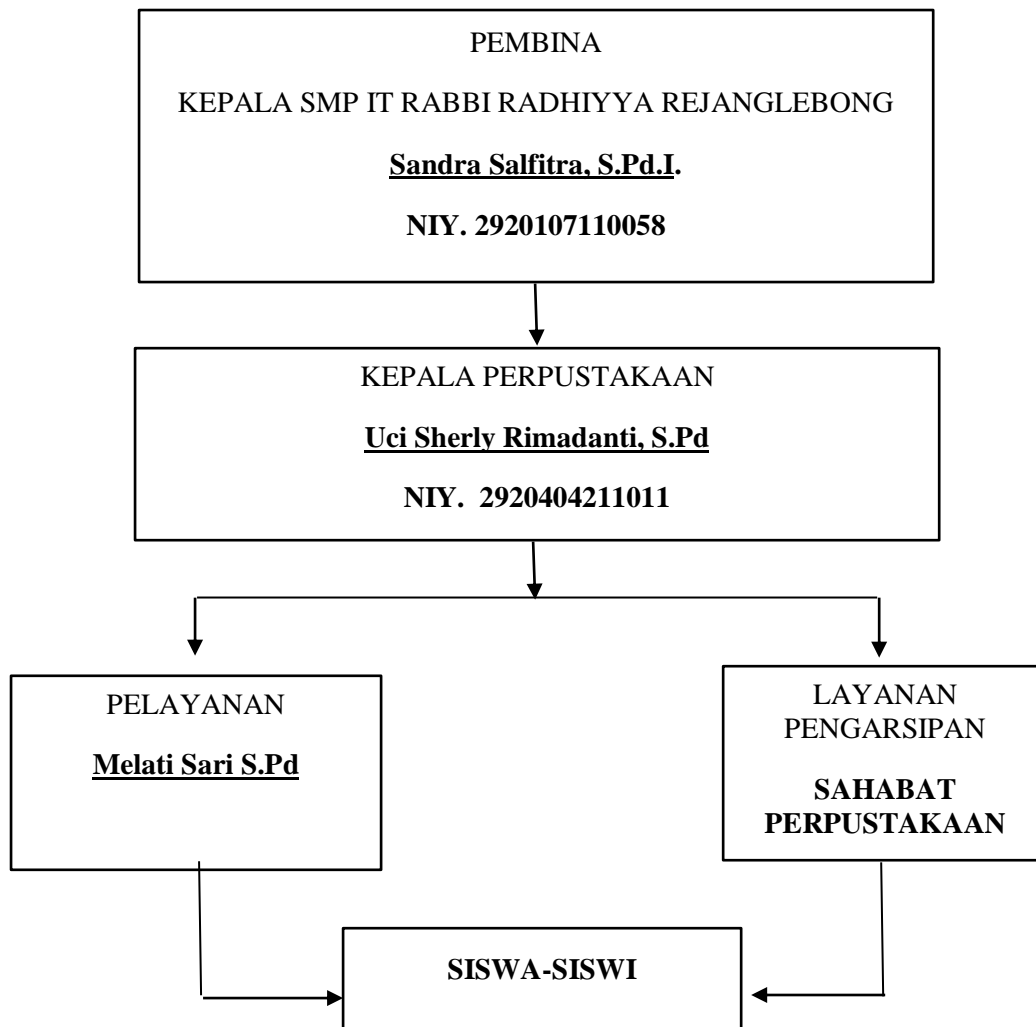 PEMBINA
KEPALA SMP IT RABBI RADHIYYA REJANGLEBONG
Sandra Salfitra, S.Pd.I.
NIY. 2920107110058
KEPALA PERPUSTAKAAN
Uci Sherly Rimadanti, S.Pd
NIY. 2920404211011
PELAYANAN
Melati Sari S.Pd
LAYANAN
PENGARSIPAN
SAHABAT
PERPUSTAKAAN
SISWA-SISWI